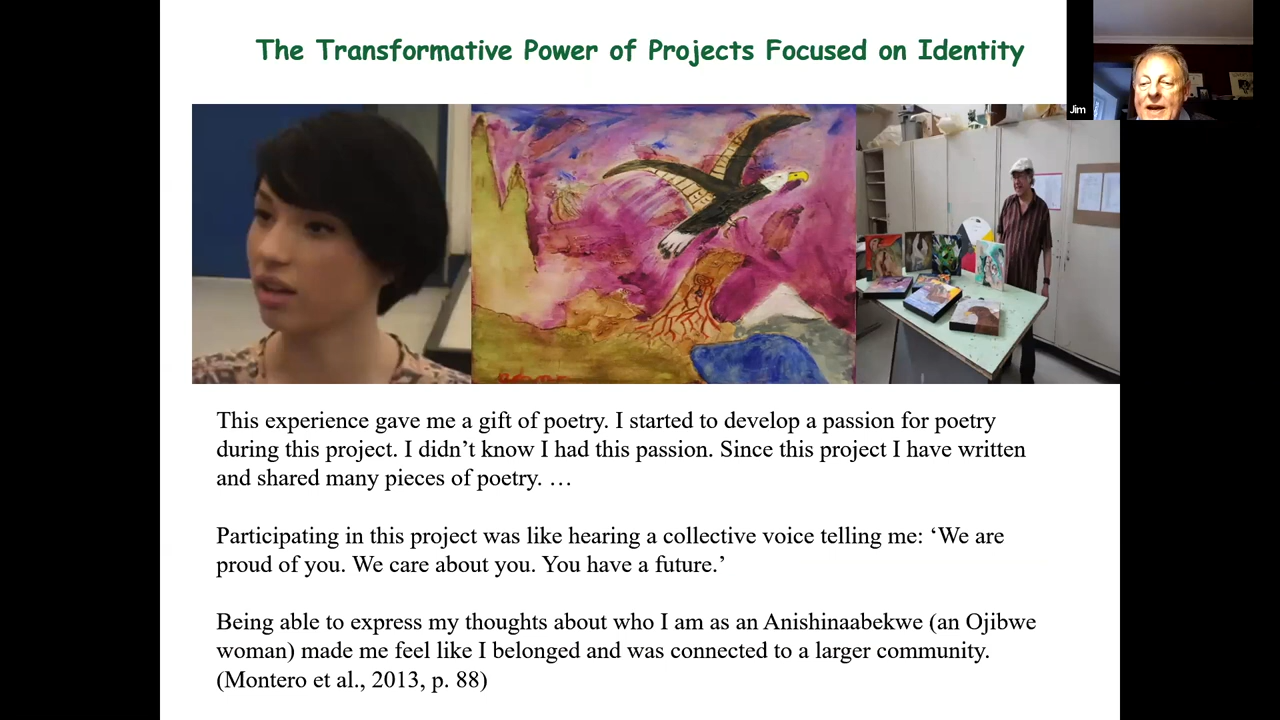 The Transformative Power of Projects Focused on Identity
Jim
This experience gave me a gift of poetry. I started to develop a passion for poetry
during this project. I didn’t know I had this passion. Since this project I have written
and shared many pieces of poetry. …
Participating in this project was like hearing a collective voice telling me: ‘We are
proud of you. We care about you. You have a future.’
Being able to express my thoughts about who I am as an Anishinaabekwe (an Ojibwe
woman) made me feel like I belonged and was connected to a larger community.
(Montero et al., 2013, p. 88)